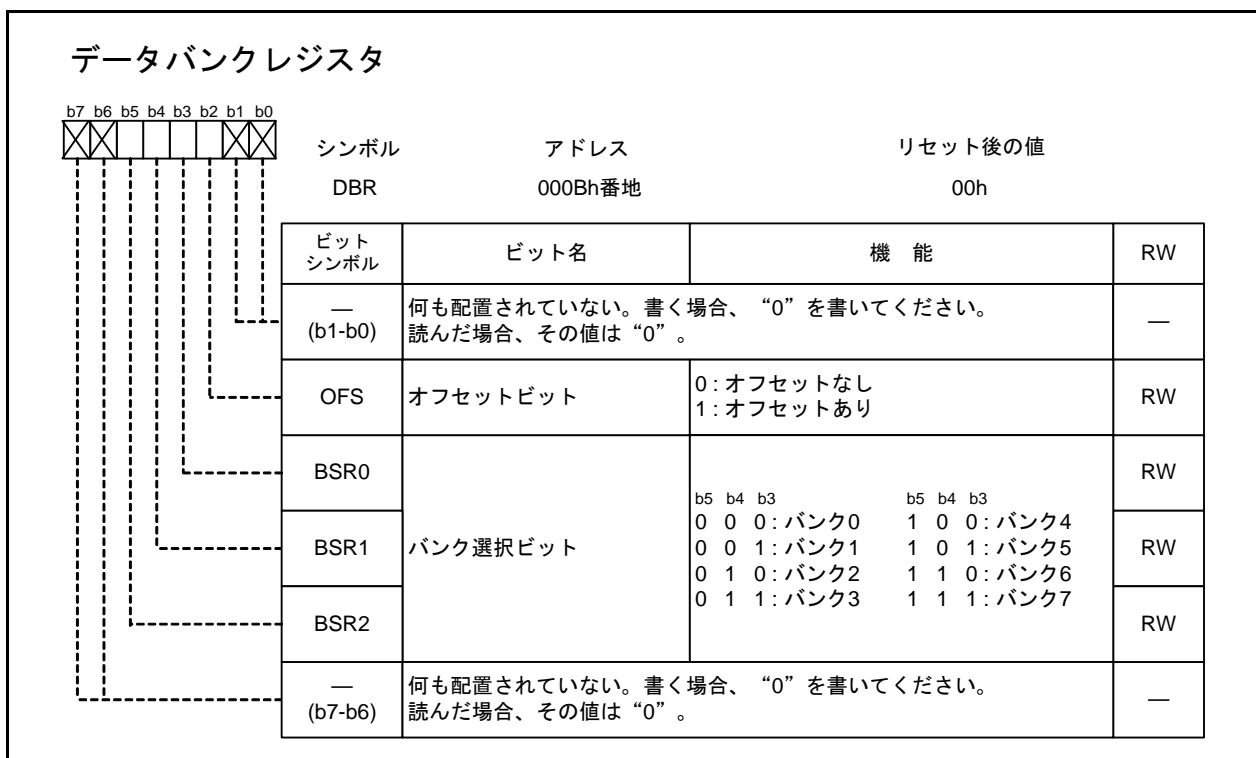 データバンクレジスタ
b7 b6 b5 b4 b3 b2 b1 b0
シンボル アドレス リセット後の値
DBR 000Bh番地 00h
ビット
シンボル
ビット名
機 能
RW
—
(b1-b0)
何も配置されていない。書く場合、“0”を書いてください。
読んだ場合、その値は“0”。
—
OFS
オフセットビット
0 : オフセットなし
1 : オフセットあり
RW
BSR0
RW
BSR1
バンク選択ビット
b5 b4 b3 b5 b4 b3
0 0 0 : バンク0 1 0 0 : バンク4
0 0 1 : バンク1 1 0 1 : バンク5
0 1 0 : バンク2 1 1 0 : バンク6
0 1 1 : バンク3 1 1 1 : バンク7
RW
BSR2
RW
—
(b7-b6)
何も配置されていない。書く場合、“0”を書いてください。
読んだ場合、その値は“0”。
—